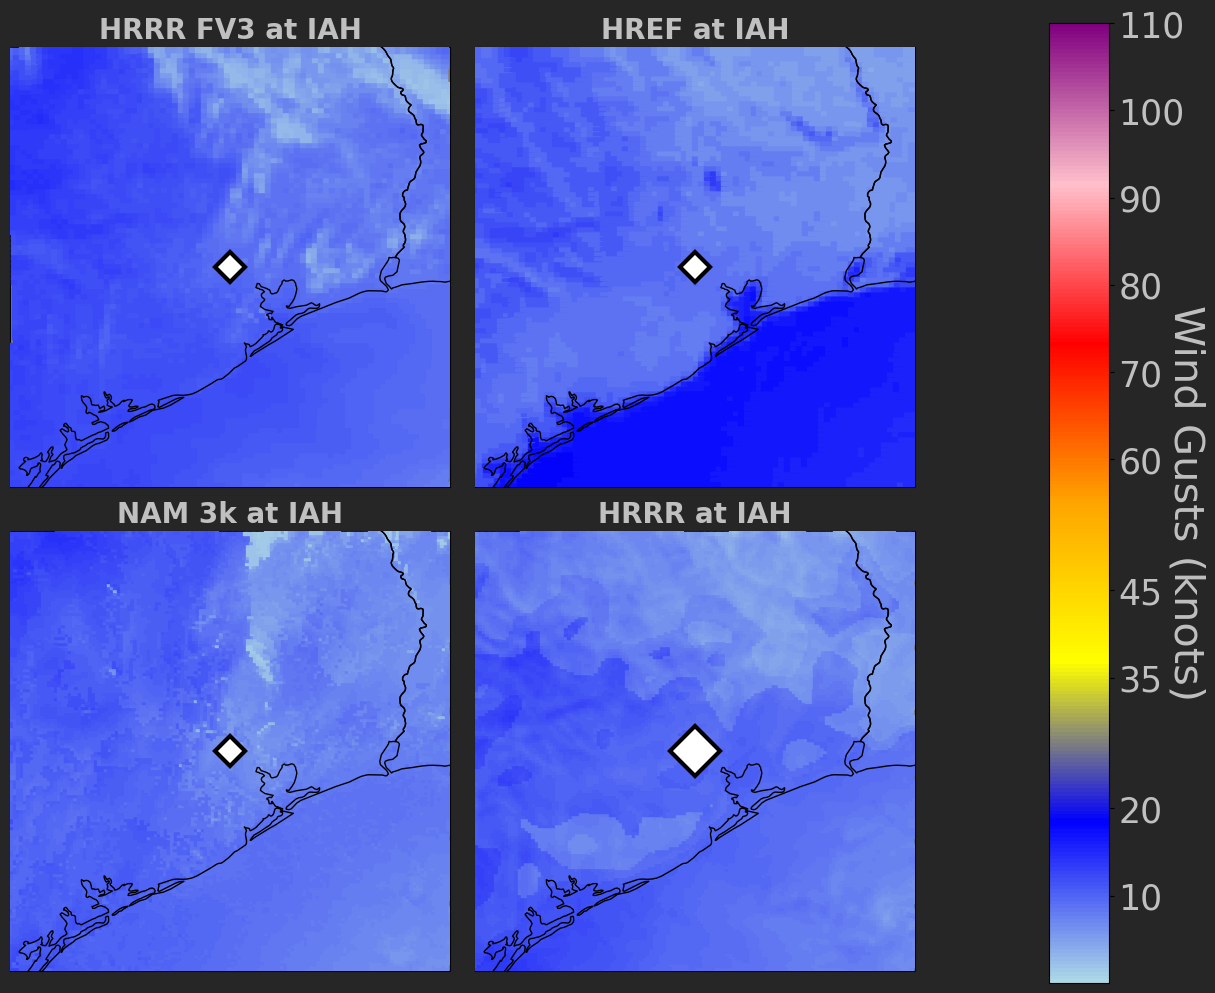 HRRR FV3 at IAH
HREF at IAH
NAM 3k at IAH
HRRR at IAH
110
100
90
80
70
60
45
35
20
10
Wind Gusts (knots)